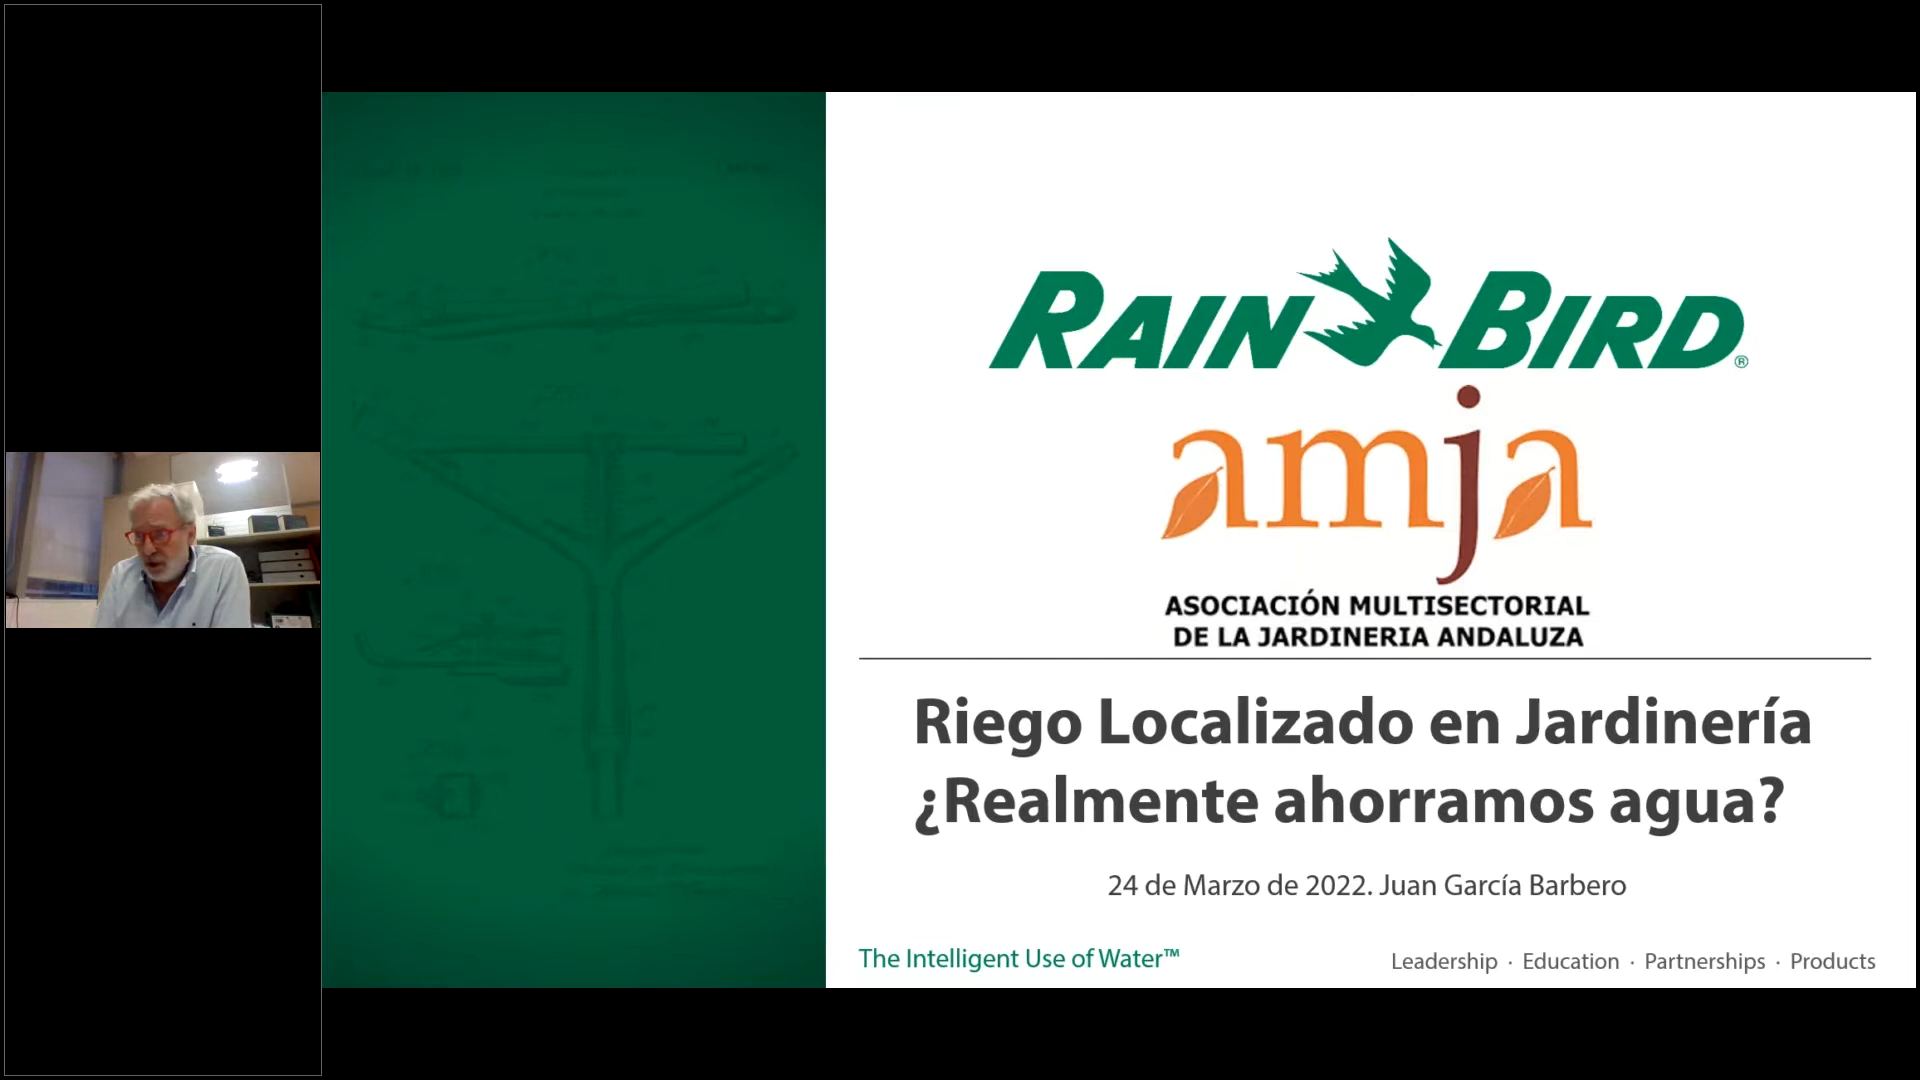 RAIN BIRD®
amja
ASOCIACIÓN MULTISECTORIAL
DE LA JARDINERIA ANDALUZA
Riego Localizado en Jardinería
¿Realmente ahorramos agua?
24 de Marzo de 2022. Juan García Barbero
The Intelligent Use of Water™
Leadership · Education · Partnerships · Products